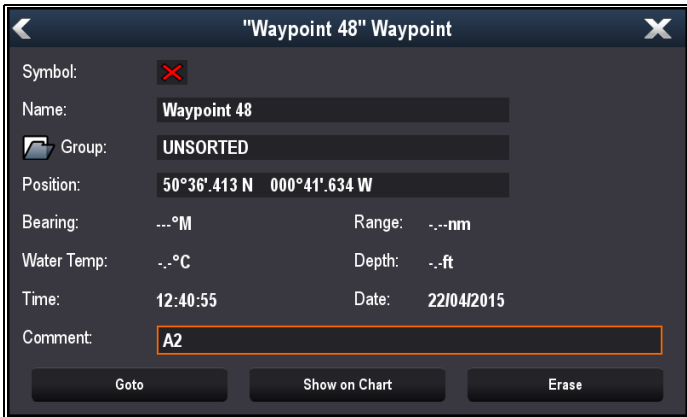 "Waypoint 48" Waypoint
Symbol:
Name: Waypoint 48
Group: UNSORTED
Position: 50°36'.413 N 000°41'.634 W
Bearing: ---°M Range: -.--nm
Water Temp: -.-°C Depth: -.-ft
Time: 12:40:55 Date: 22/04/2015
Comment: A2
Goto Show on Chart Erase